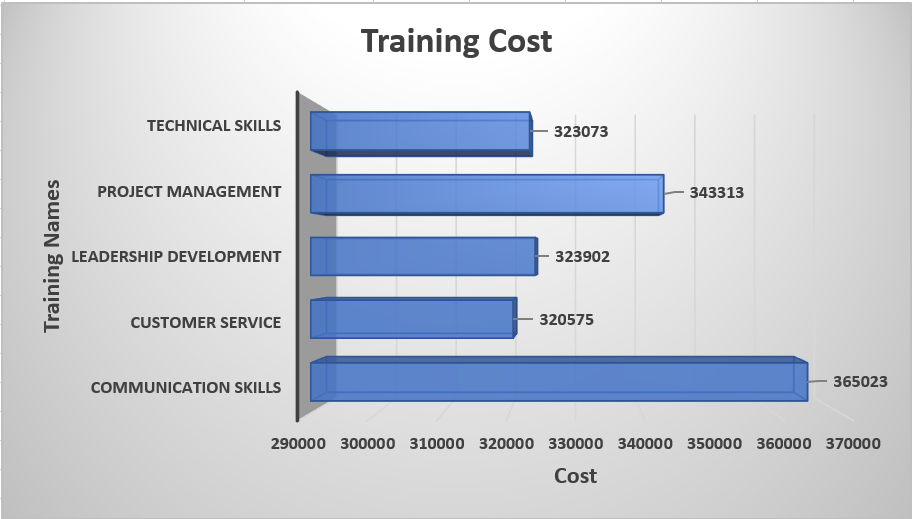 Training Cost
Training Names
TECHNICAL SKILLS 323073
PROJECT MANAGEMENT 343313
LEADERSHIP DEVELOPMENT 323902
CUSTOMER SERVICE 320575
COMMUNICATION SKILLS 365023
290000 300000 310000 320000 330000 340000 350000 360000 370000
Cost